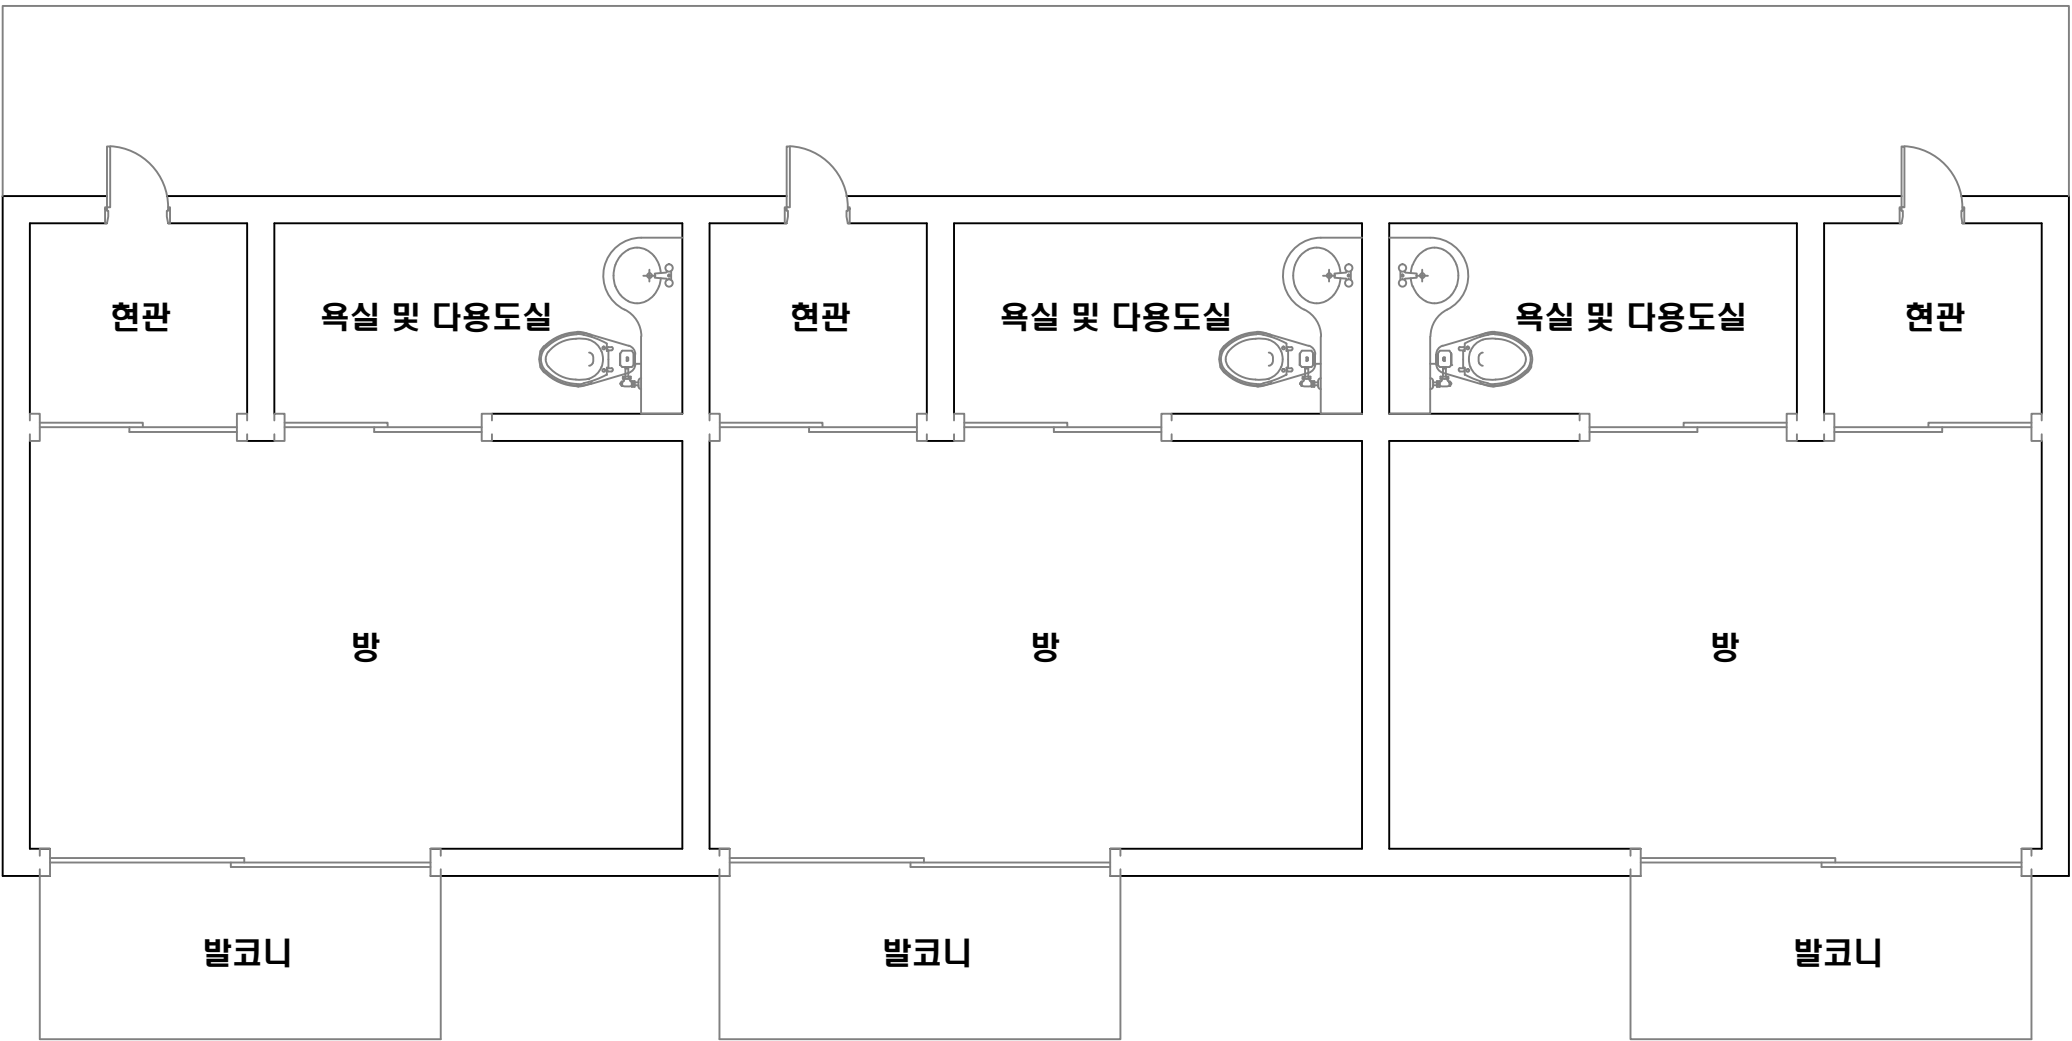 현관
욕실 및 다용도실
현관
욕실 및 다용도실
욕실 및 다용도실
현관
방
방
방
발코니
발코니
발코니